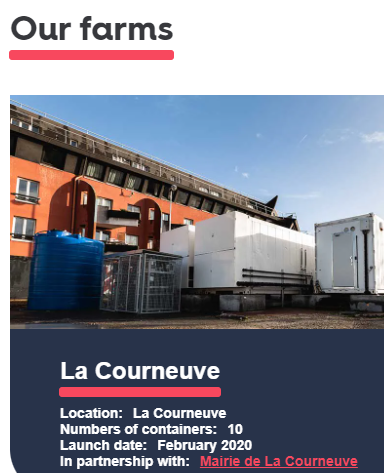 Our farms
La Courneuve
Location: La Courneuve
Numbers of containers: 10
Launch date: February 2020
In partnership with: Mairie de La Courneuve